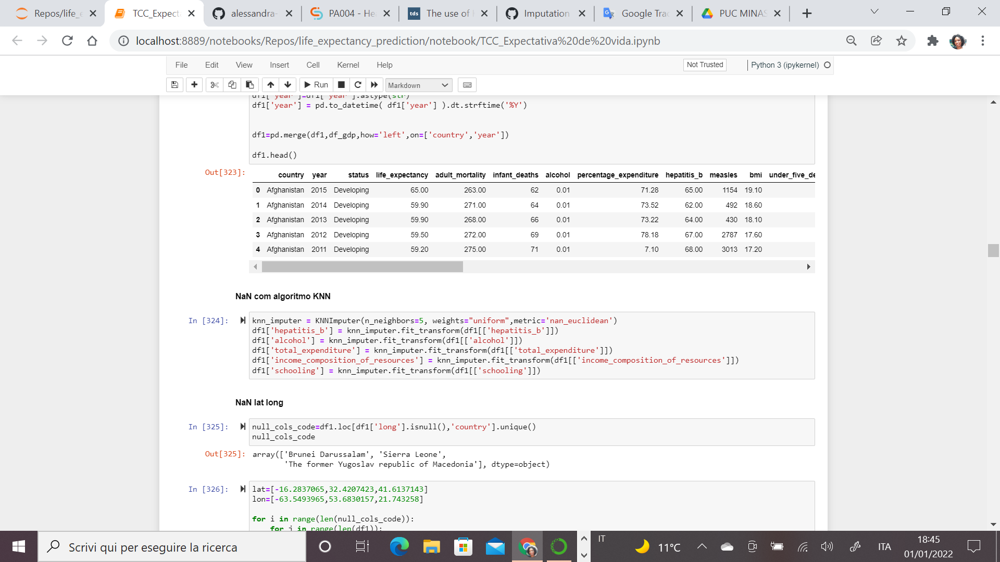 Repos/life_e
TCC_Expecta
alessandra-
PA004 - He
tds The use of
Imputation
Google Tra
PUC MINAS
localhost:8889/notebooks/Repos/life_expectancy_prediction/notebook/TCC_Expectativa%20de%20vida.ipynb
File Edit View Insert Cell Kernel Help Not Trusted Python 3 (ipykernel)
Run Markdown
df1['year']=df1['year'].astype(str)
df1['year'] = pd.to_datetime( df1['year'] ).dt.strftime('%Y')
df1=pd.merge(df1,df_gdp,how='left',on=['country','year'])
df1.head()
Out[323]:
country year status life_expectancy adult_mortality infant_deaths alcohol percentage_expenditure hepatitis_b measles bmi under_five_de
0 Afghanistan 2015 Developing 65.00 263.00 62 0.01 71.28 65.00 1154 19.10
1 Afghanistan 2014 Developing 59.90 271.00 64 0.01 73.52 62.00 492 18.60
2 Afghanistan 2013 Developing 59.90 268.00 66 0.01 73.22 64.00 430 18.10
3 Afghanistan 2012 Developing 59.50 272.00 69 0.01 78.18 67.00 2787 17.60
4 Afghanistan 2011 Developing 59.20 275.00 71 0.01 7.10 68.00 3013 17.20
NaN com algoritmo KNN
In [324]: knn_imputer = KNNImputer(n_neighbors=5, weights="uniform",metric='nan_euclidean')
df1['hepatitis_b'] = knn_imputer.fit_transform(df1[['hepatitis_b']])
df1['alcohol'] = knn_imputer.fit_transform(df1[['alcohol']])
df1['total_expenditure'] = knn_imputer.fit_transform(df1[['total_expenditure']])
df1['income_composition_of_resources'] = knn_imputer.fit_transform(df1[['income_composition_of_resources']])
df1['schooling'] = knn_imputer.fit_transform(df1[['schooling']])
NaN lat long
In [325]: null_cols_code=df1.loc[df1['long'].isnull(),'country'].unique()
null_cols_code
Out[325]: array(['Brunei Darussalam', 'Sierra Leone',
'The former Yugoslav republic of Macedonia'], dtype=object)
In [326]: lat=[-16.2837065,32.4207423,41.6137143]
lon=[-63.5493965,53.6830157,21.743258]
for i in range(len(null_cols_code)):
for j in range(len(df1)):
Scrivi qui per eseguire la ricerca
IT
11°C
ITA
18:45
01/01/2022